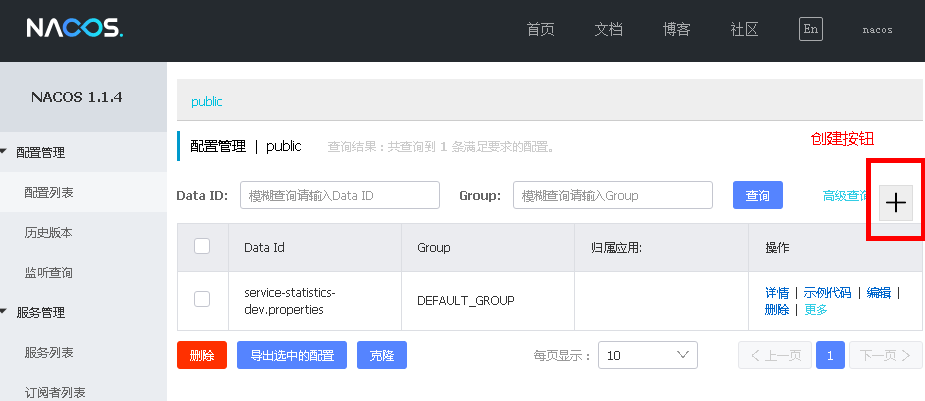 NACOS.
首页 文档 博客 社区 En nacos
NACOS 1.1.4
配置管理
配置列表
历史版本
监听查询
服务管理
服务列表
订阅者列表
public
配置管理 | public 查询结果：共查询到 1 条满足要求的配置。
创建按钮
Data ID: 模糊查询请输入Data ID Group: 模糊查询请输入Group 查询 高级查询
Data Id Group 归属应用: 操作
service-statistics-
dev.properties
DEFAULT_GROUP
详情 | 示例代码 | 编辑 |
删除 | 更多
删除 导出选中的配置 克隆 每页显示： 10 上一页 1 下一页